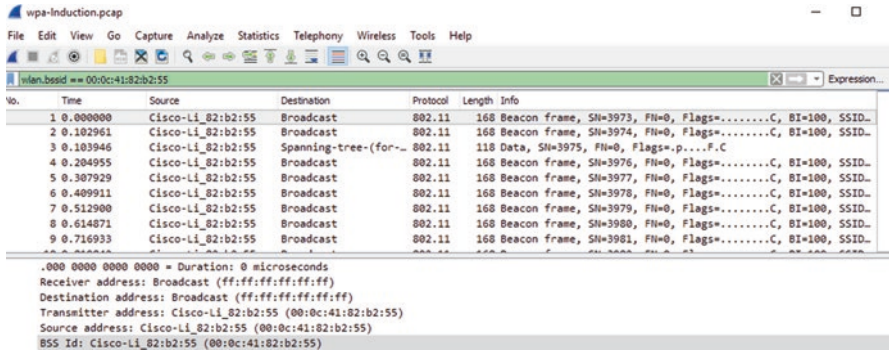 wpa-Induction.pcap
File Edit View Go Capture Analyze Statistics Telephony Wireless Tools Help
wlan.bssid == 00:0c:41:82:b2:55 Expression...
No. Time Source Destination Protocol Length Info
1 0.000000 Cisco-Li_82:b2:55 Broadcast 802.11 168 Beacon frame, SN=3973, FN=0, Flags=........C, BI=100, SSID…
2 0.102961 Cisco-Li_82:b2:55 Broadcast 802.11 168 Beacon frame, SN=3974, FN=0, Flags=........C, BI=100, SSID…
3 0.103946 Cisco-Li_82:b2:55 Spanning-tree-(for-… 802.11 118 Data, SN=3975, FN=0, Flags=.p....F.C
4 0.204955 Cisco-Li_82:b2:55 Broadcast 802.11 168 Beacon frame, SN=3976, FN=0, Flags=........C, BI=100, SSID…
5 0.307929 Cisco-Li_82:b2:55 Broadcast 802.11 168 Beacon frame, SN=3977, FN=0, Flags=........C, BI=100, SSID…
6 0.409911 Cisco-Li_82:b2:55 Broadcast 802.11 168 Beacon frame, SN=3978, FN=0, Flags=........C, BI=100, SSID…
7 0.512900 Cisco-Li_82:b2:55 Broadcast 802.11 168 Beacon frame, SN=3979, FN=0, Flags=........C, BI=100, SSID…
8 0.614871 Cisco-Li_82:b2:55 Broadcast 802.11 168 Beacon frame, SN=3980, FN=0, Flags=........C, BI=100, SSID…
9 0.716933 Cisco-Li_82:b2:55 Broadcast 802.11 168 Beacon frame, SN=3981, FN=0, Flags=........C, BI=100, SSID…
.000 0000 0000 0000 = Duration: 0 microseconds
Receiver address: Broadcast (ff:ff:ff:ff:ff:ff)
Destination address: Broadcast (ff:ff:ff:ff:ff:ff)
Transmitter address: Cisco-Li_82:b2:55 (00:0c:41:82:b2:55)
Source address: Cisco-Li_82:b2:55 (00:0c:41:82:b2:55)
BSS Id: Cisco-Li_82:b2:55 (00:0c:41:82:b2:55)